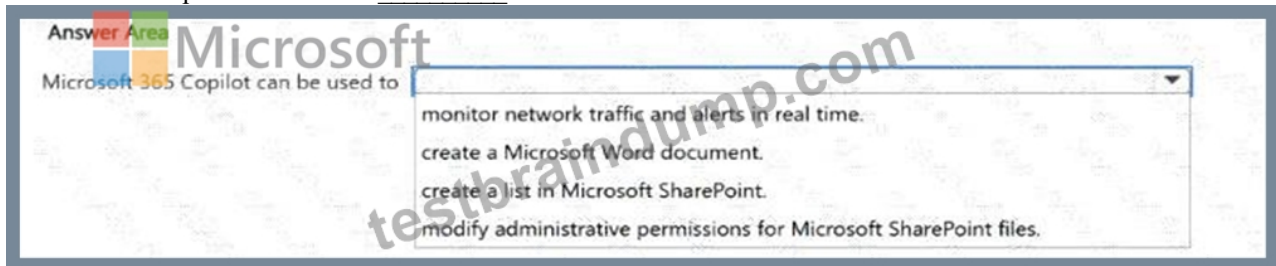 Answer Area
Microsoft
Microsoft 365 Copilot can be used to
monitor network traffic and alerts in real time.
create a Microsoft Word document.
create a list in Microsoft SharePoint.
modify administrative permissions for Microsoft SharePoint files.
testbraindump.com